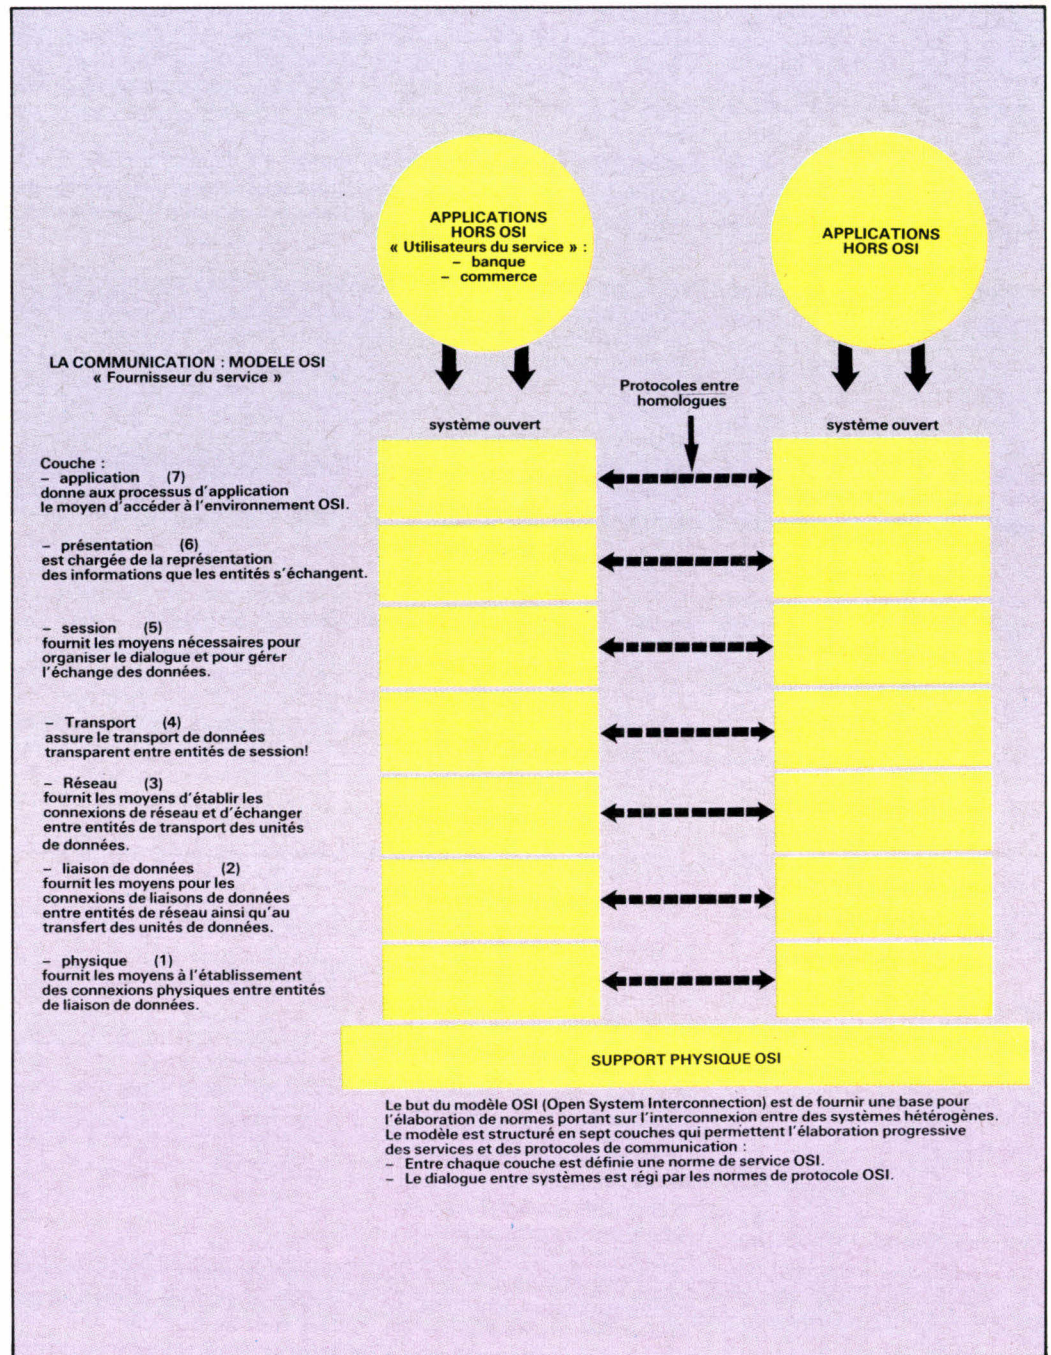 APPLICATIONS
HORS OSI
« Utilisateurs du service » :
– banque
– commerce
APPLICATIONS
HORS OSI
LA COMMUNICATION : MODELE OSI
« Fournisseur du service »
Protocoles entre
homologues
système ouvert
système ouvert
Couche :
– application (7)
donne aux processus d'application
le moyen d'accéder à l'environnement OSI.
– présentation (6)
est chargée de la représentation
des informations que les entités s'échangent.
– session (5)
fournit les moyens nécessaires pour
organiser le dialogue et pour gérer
l'échange des données.
– Transport (4)
assure le transport de données
transparent entre entités de session!
– Réseau (3)
fournit les moyens d'établir les
connexions de réseau et d'échanger
entre entités de transport des unités
de données.
– liaison de données (2)
fournit les moyens pour les
connexions de liaisons de données
entre entités de réseau ainsi qu'au
transfert des unités de données.
– physique (1)
fournit les moyens à l'établissement
des connexions physiques entre entités
de liaison de données.
SUPPORT PHYSIQUE OSI
Le but du modèle OSI (Open System Interconnection) est de fournir une base pour
l'élaboration de normes portant sur l'interconnexion entre des systèmes hétérogènes.
Le modèle est structuré en sept couches qui permettent l'élaboration progressive
des services et des protocoles de communication :
– Entre chaque couche est définie une norme de service OSI.
– Le dialogue entre systèmes est régi par les normes de protocole OSI.